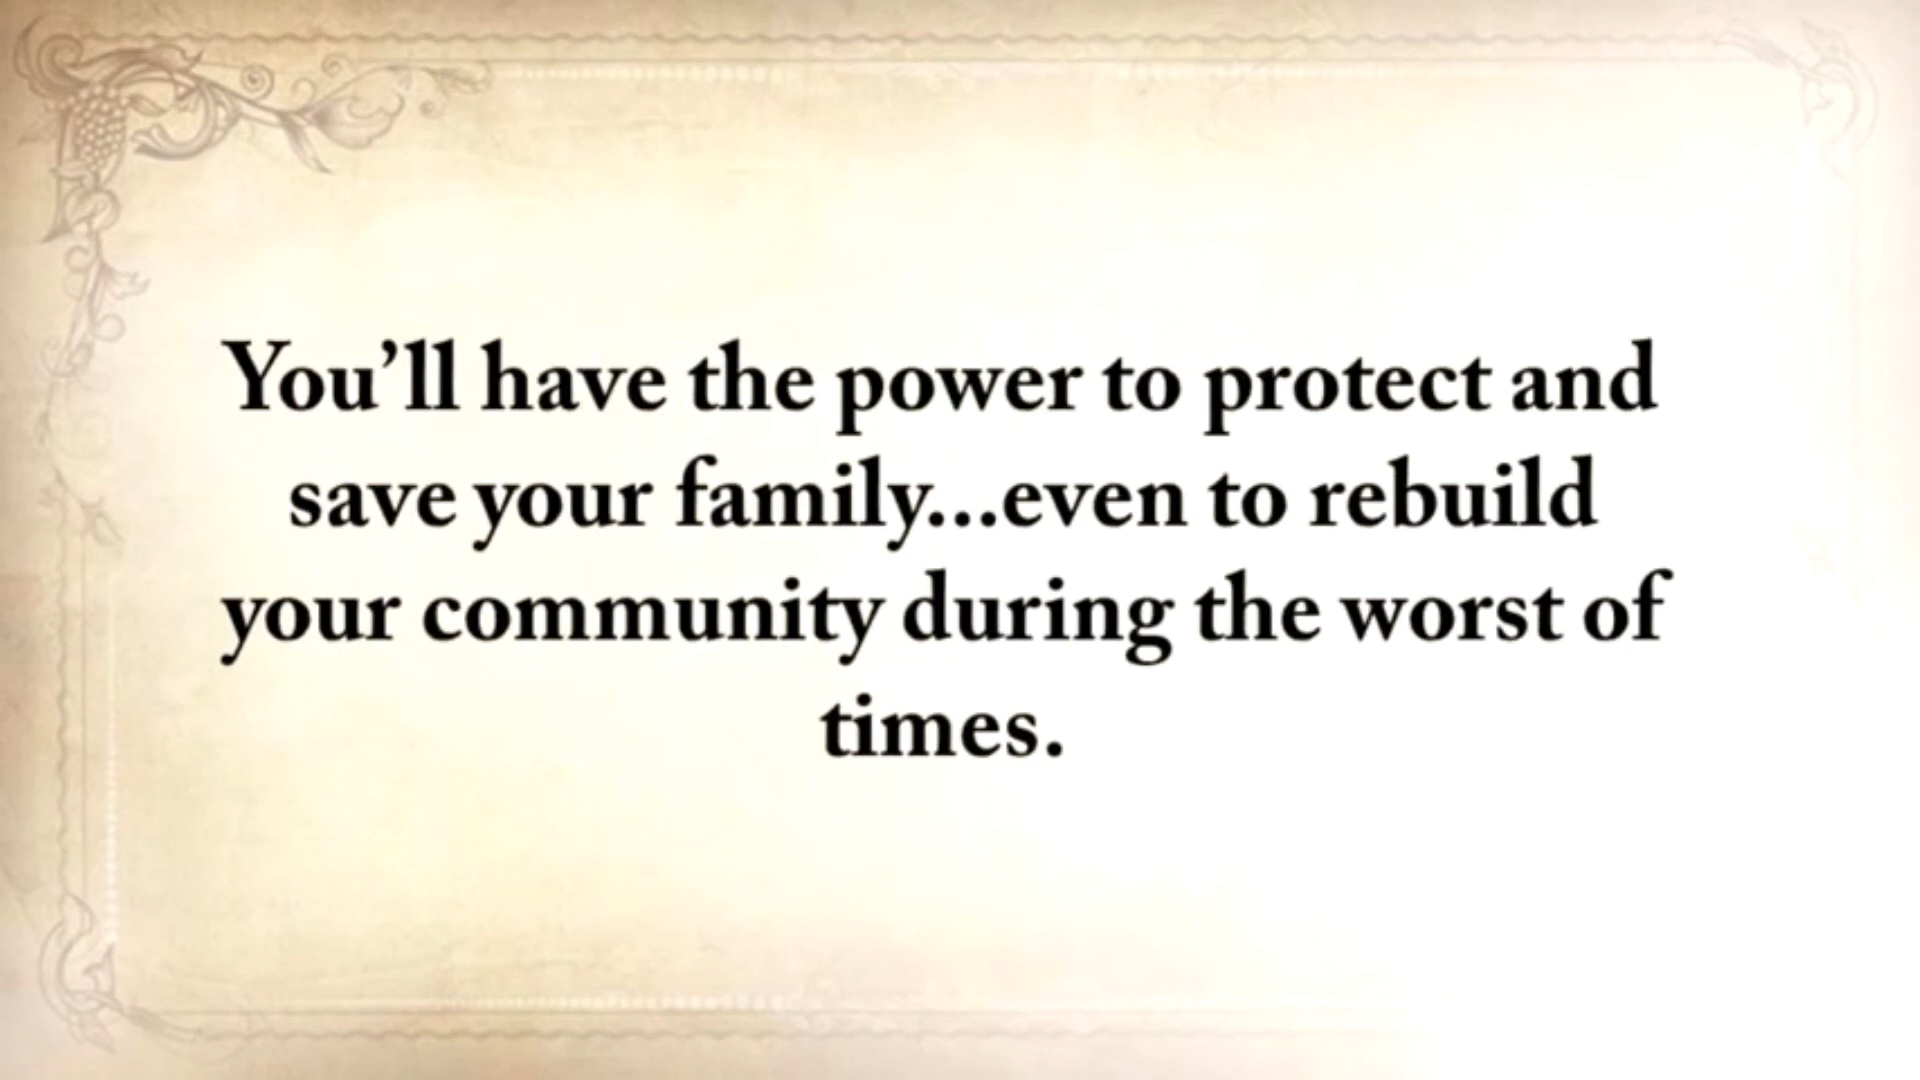 You’ll have the power to protect and
save your family...even to rebuild
your community during the worst of
times.